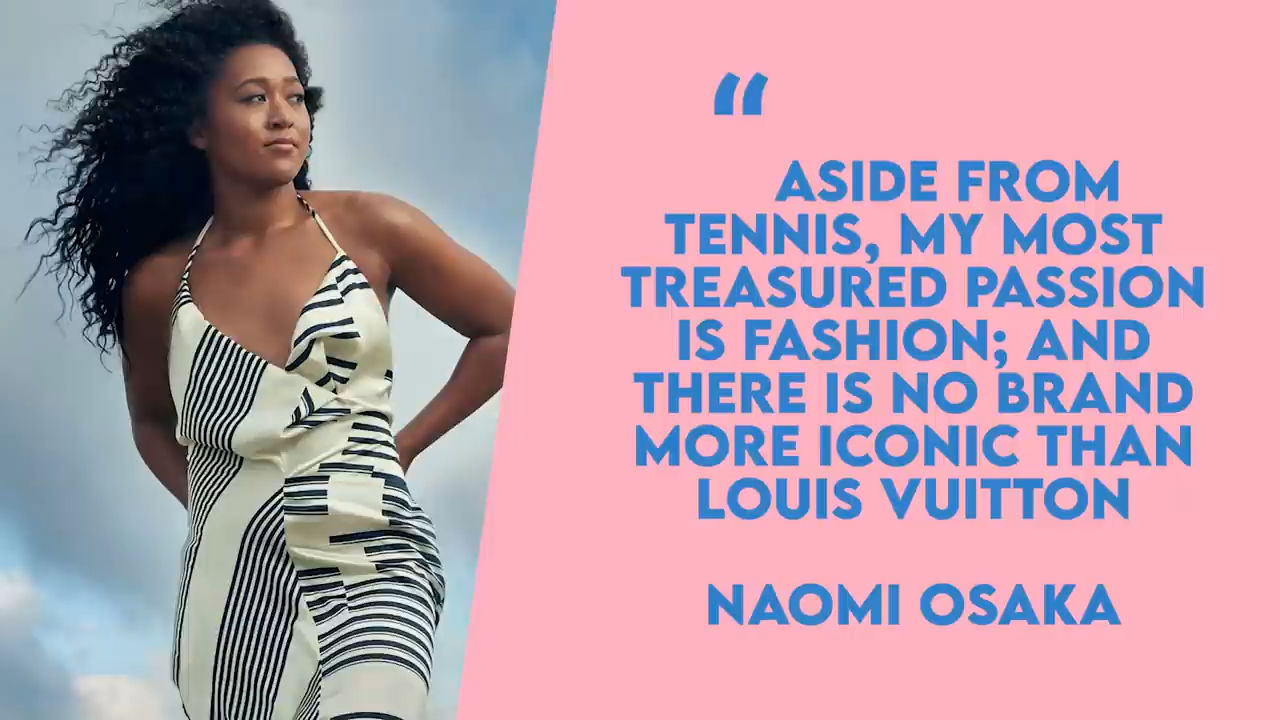 “
ASIDE FROM
TENNIS, MY MOST
TREASURED PASSION
IS FASHION; AND
THERE IS NO BRAND
MORE ICONIC THAN
LOUIS VUITTON
NAOMI OSAKA